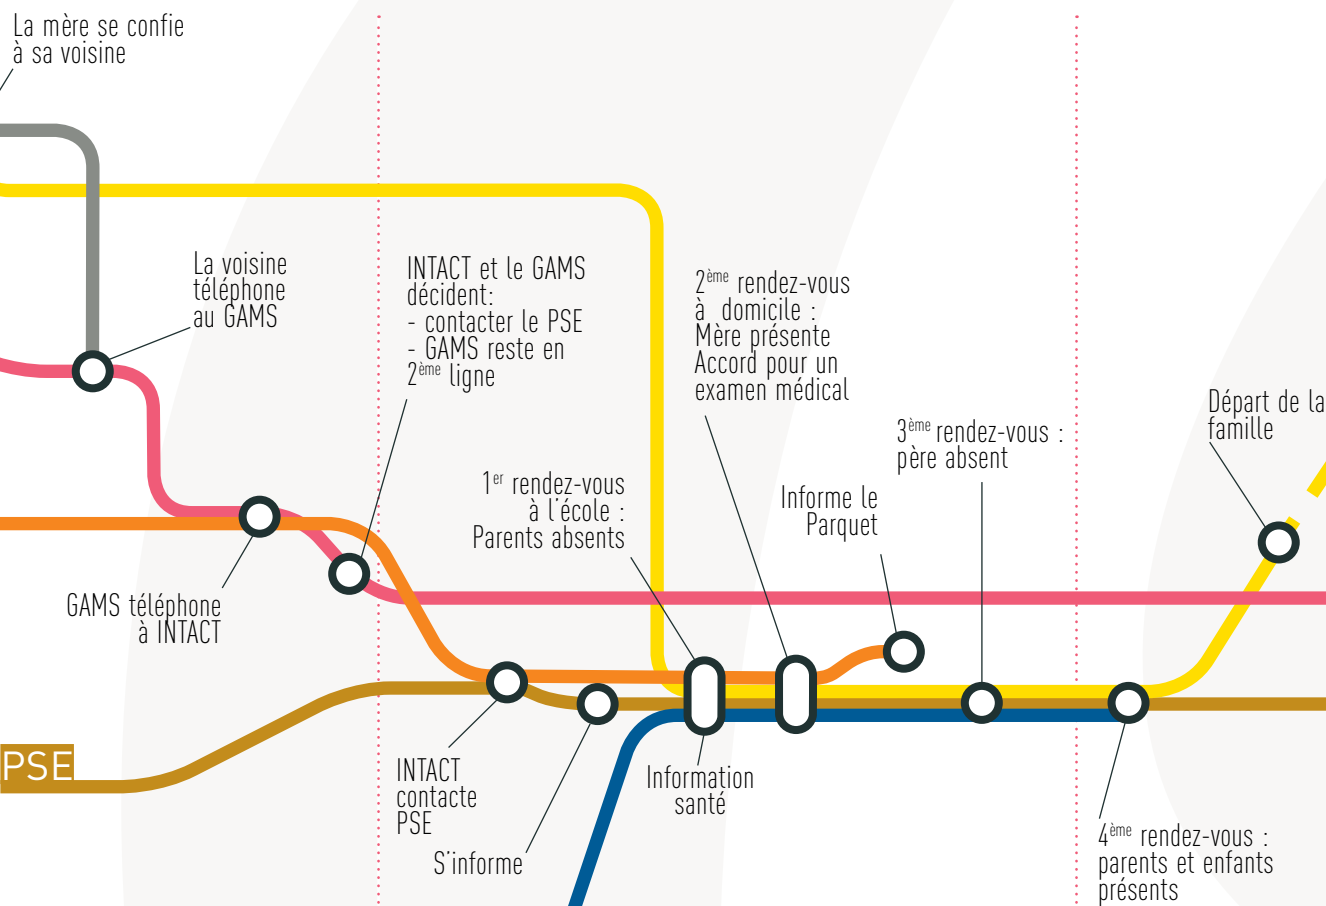 La mère se confie
à sa voisine
La voisine
téléphone
au GAMS
INTACT et le GAMS
décident:
- contacter le PSE
- GAMS reste en
2ème ligne
2ème rendez-vous
à domicile :
Mère présente
Accord pour un
examen médical
Départ de la
famille
3ème rendez-vous :
père absent
1er rendez-vous
à l'école :
Parents absents
Informe le
Parquet
GAMS téléphone
à INTACT
PSE
INTACT
contacte
PSE
S'informe
Information
santé
4ème rendez-vous :
parents et enfants
présents